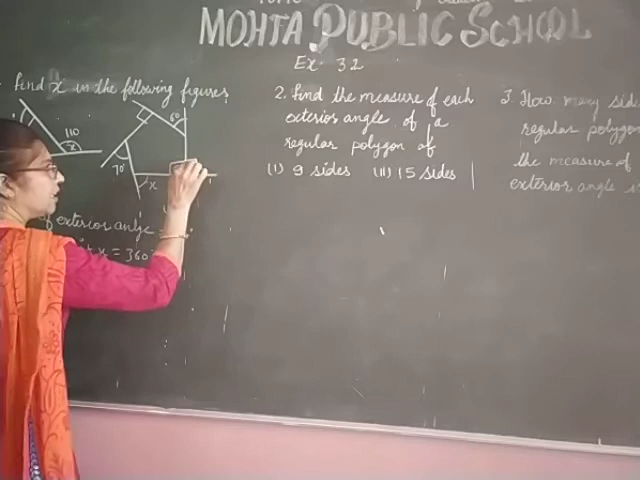 MOHTA PUBLIC SCHOOL
Ex. 3.2
Find x in the following figures
110
x
60
70
x
of exterior angle =
+ x = 360
2. Find the measure of each
exterior angle of a
regular polygon of
(i) 9 sides (ii) 15 sides
3. How many sid
regular polygon
the measure of
exterior angle